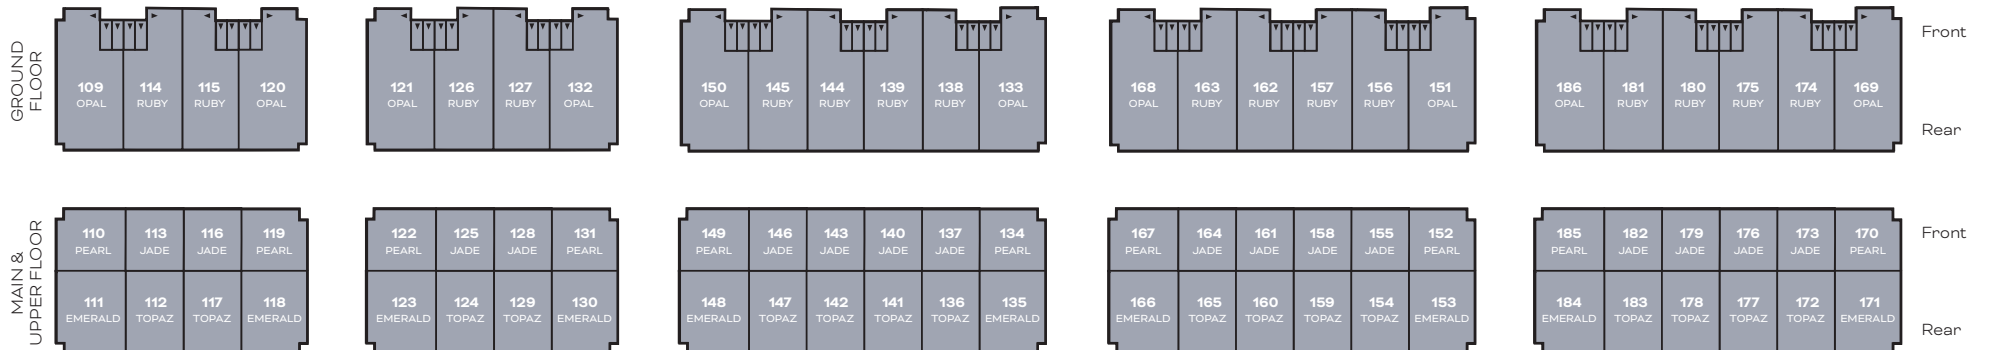 GROUND
FLOOR
109 114 115 120 121 126 127 132 150 145 144 139 138 133 168 163 162 157 156 151 186 181 180 175 174 169
OPAL RUBY RUBY OPAL OPAL RUBY RUBY OPAL OPAL RUBY RUBY RUBY RUBY OPAL OPAL RUBY RUBY RUBY RUBY OPAL OPAL RUBY RUBY RUBY RUBY OPAL
Front
Rear
MAIN &
UPPER FLOOR
110 113 116 119 122 125 128 131 149 146 143 140 137 134 167 164 161 158 155 152 185 182 179 176 173 170
PEARL JADE JADE PEARL PEARL JADE JADE PEARL PEARL JADE JADE JADE JADE PEARL PEARL JADE JADE JADE JADE PEARL PEARL JADE JADE JADE JADE PEARL
Front
111 112 117 118 123 124 129 130 148 147 142 141 136 135 166 165 160 159 154 153 184 183 178 177 172 171
EMERALD TOPAZ TOPAZ EMERALD EMERALD TOPAZ TOPAZ EMERALD EMERALD TOPAZ TOPAZ TOPAZ TOPAZ EMERALD EMERALD TOPAZ TOPAZ TOPAZ TOPAZ EMERALD EMERALD TOPAZ TOPAZ TOPAZ TOPAZ EMERALD
Rear